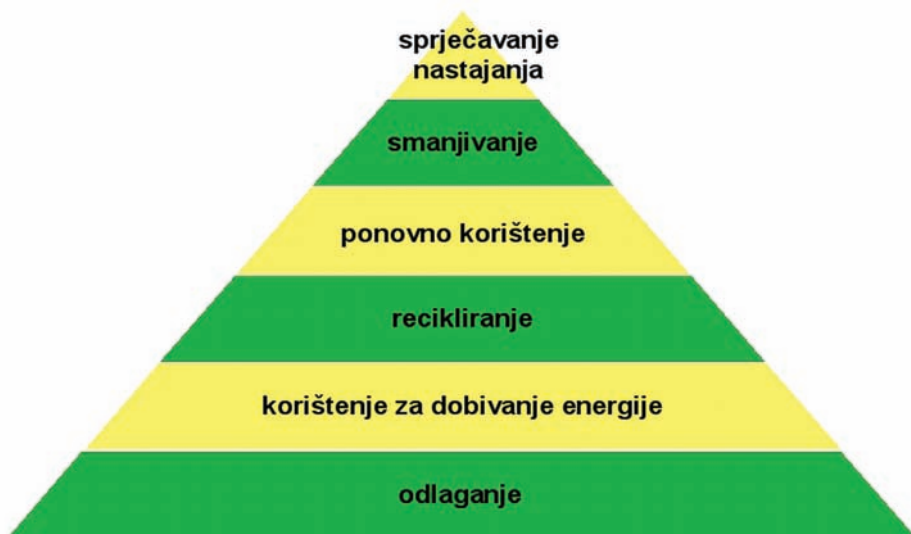 sprječavanje
nastajanja
smanjivanje
ponovno korištenje
recikliranje
korištenje za dobivanje energije
odlaganje